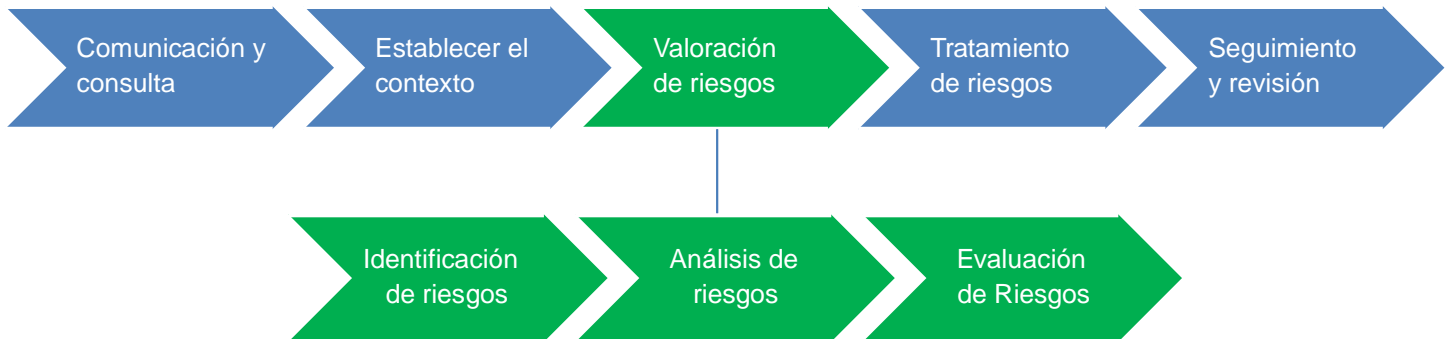 Comunicación y
consulta
Establecer el
contexto
Valoración
de riesgos
Tratamiento
de riesgos
Seguimiento
y revisión
Identificación
de riesgos
Análisis de
riesgos
Evaluación
de Riesgos